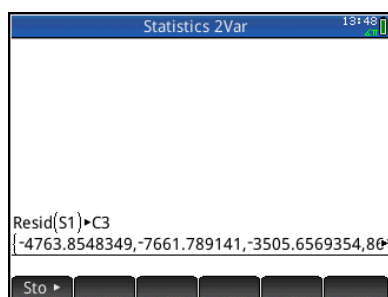 Statistics 2Var
13:48
Resid(S1)▶C3
{-4763.8548349,-7661.789141,-3505.6569354,86
Sto ▶